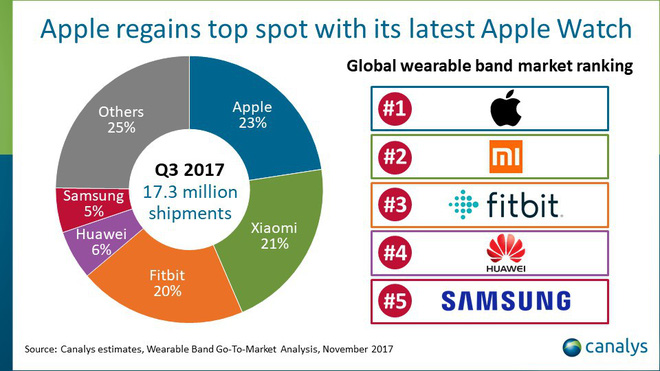 Apple regains top spot with its latest Apple Watch
Global wearable band market ranking
Apple
23%
Xiaomi
21%
Fitbit
20%
Huawei
6%
Samsung
5%
Others
25%
Q3 2017
17.3 million
shipments
#1
#2
mi
#3
fitbit
#4
HUAWEI
#5
SAMSUNG
Source: Canalys estimates, Wearable Band Go-To-Market Analysis, November 2017
canalys